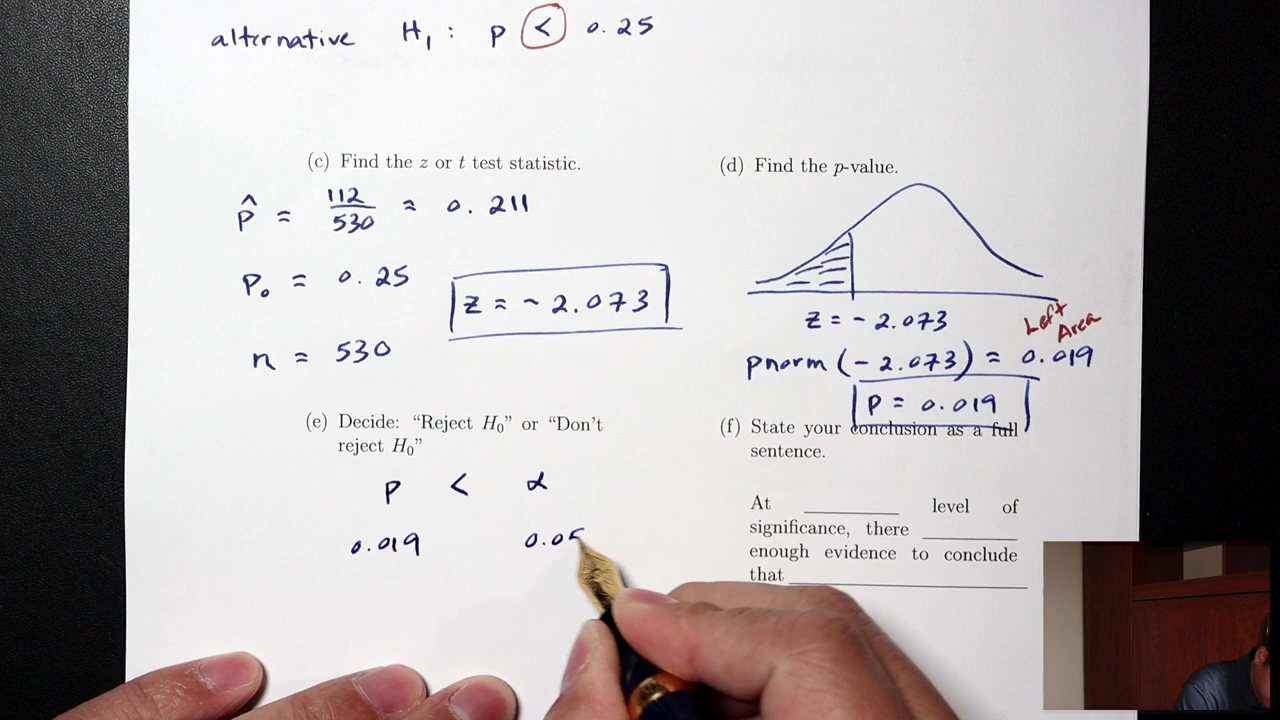 alternative H₁ : p < 0.25
(c) Find the z or t test statistic.
p̂ = 112/530 ≈ 0.211
P₀ = 0.25
z = - 2.073
n = 530
(d) Find the p-value.
z = - 2.073
Left
Area
pnorm (- 2.073) = 0.019
P = 0.019
(e) Decide: “Reject H₀” or “Don’t
reject H₀”
P < α
0.019 0.05
(f) State your conclusion as a full
sentence.
At ________ level of
significance, there ________
enough evidence to conclude
that ____________________